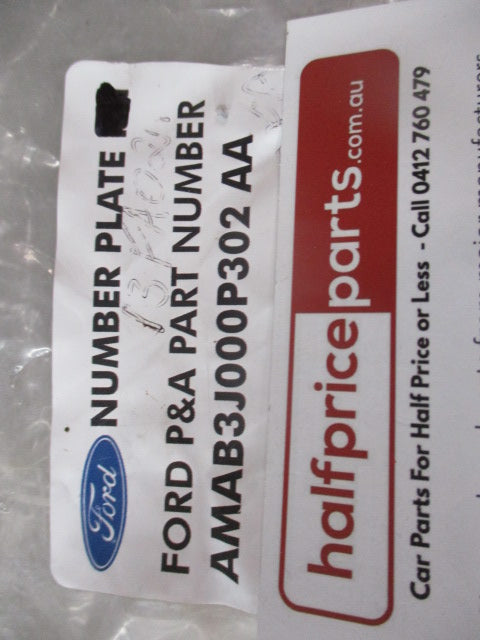 Ford
NUMBER PLATE
FORD P&A PART NUMBER
AMAB3J000P302 AA
halfpriceparts.com.au
Car Parts For Half Price or Less - Call 0412 760 479